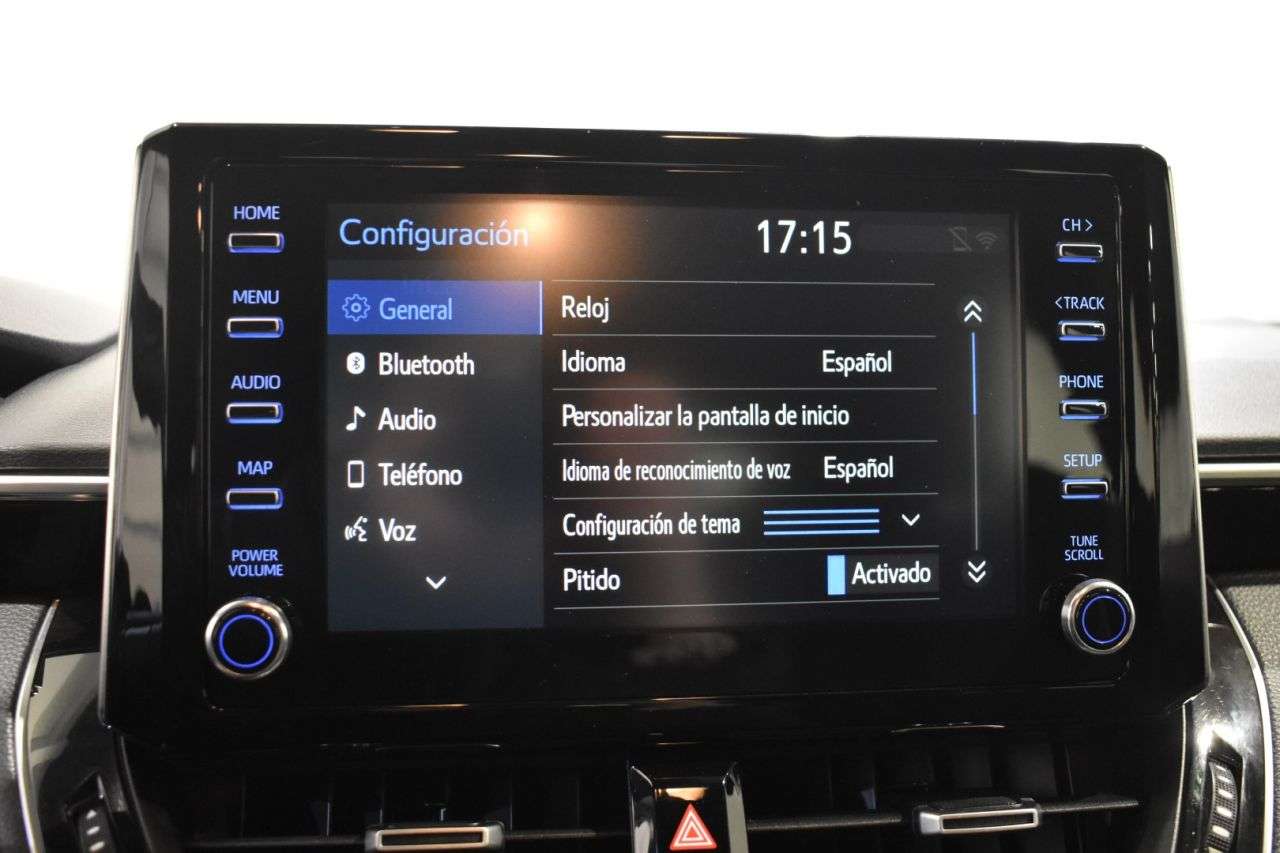 HOME
MENU
AUDIO
MAP
POWER
VOLUME
Configuración
17:15
General
Bluetooth
Audio
Teléfono
Voz
Reloj
Idioma Español
Personalizar la pantalla de inicio
Idioma de reconocimiento de voz Español
Configuración de tema
Pitido Activado
CH >
< TRACK
PHONE
SETUP
TUNE
SCROLL